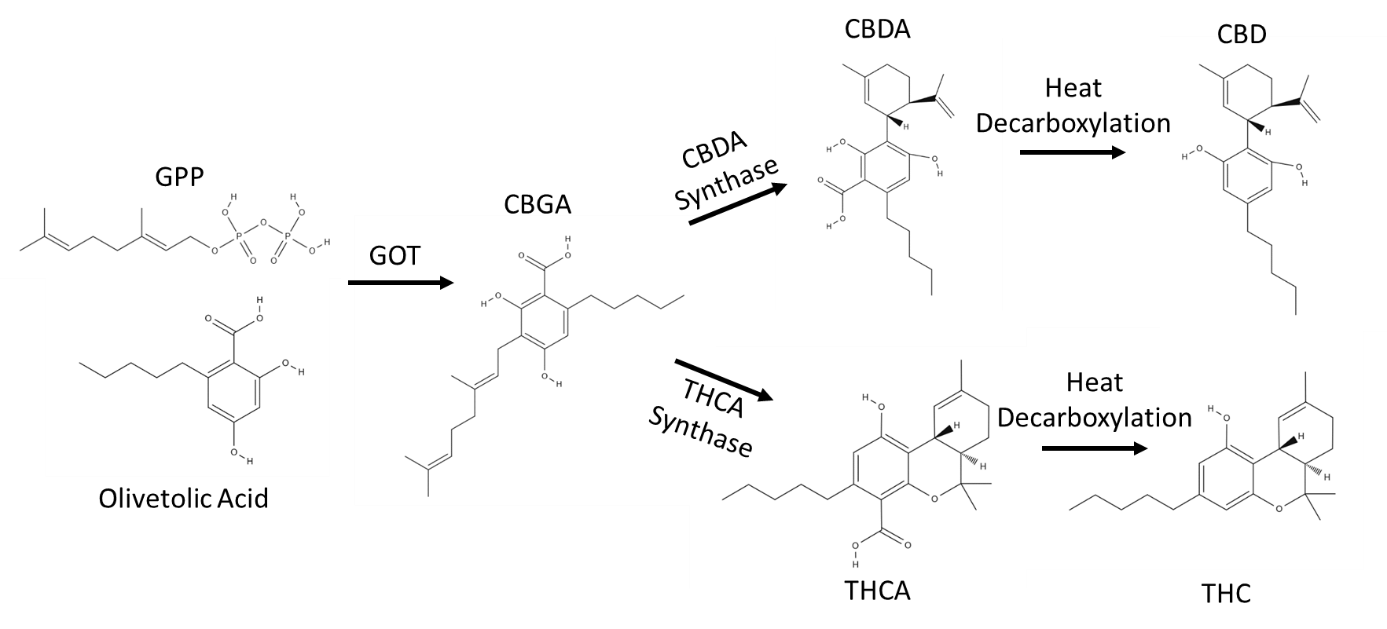 CBDA
CBD
Heat
Decarboxylation
CBDA
Synthase
GPP
CBGA
GOT
Olivetolic Acid
THCA
Synthase
Heat
Decarboxylation
THCA
THC